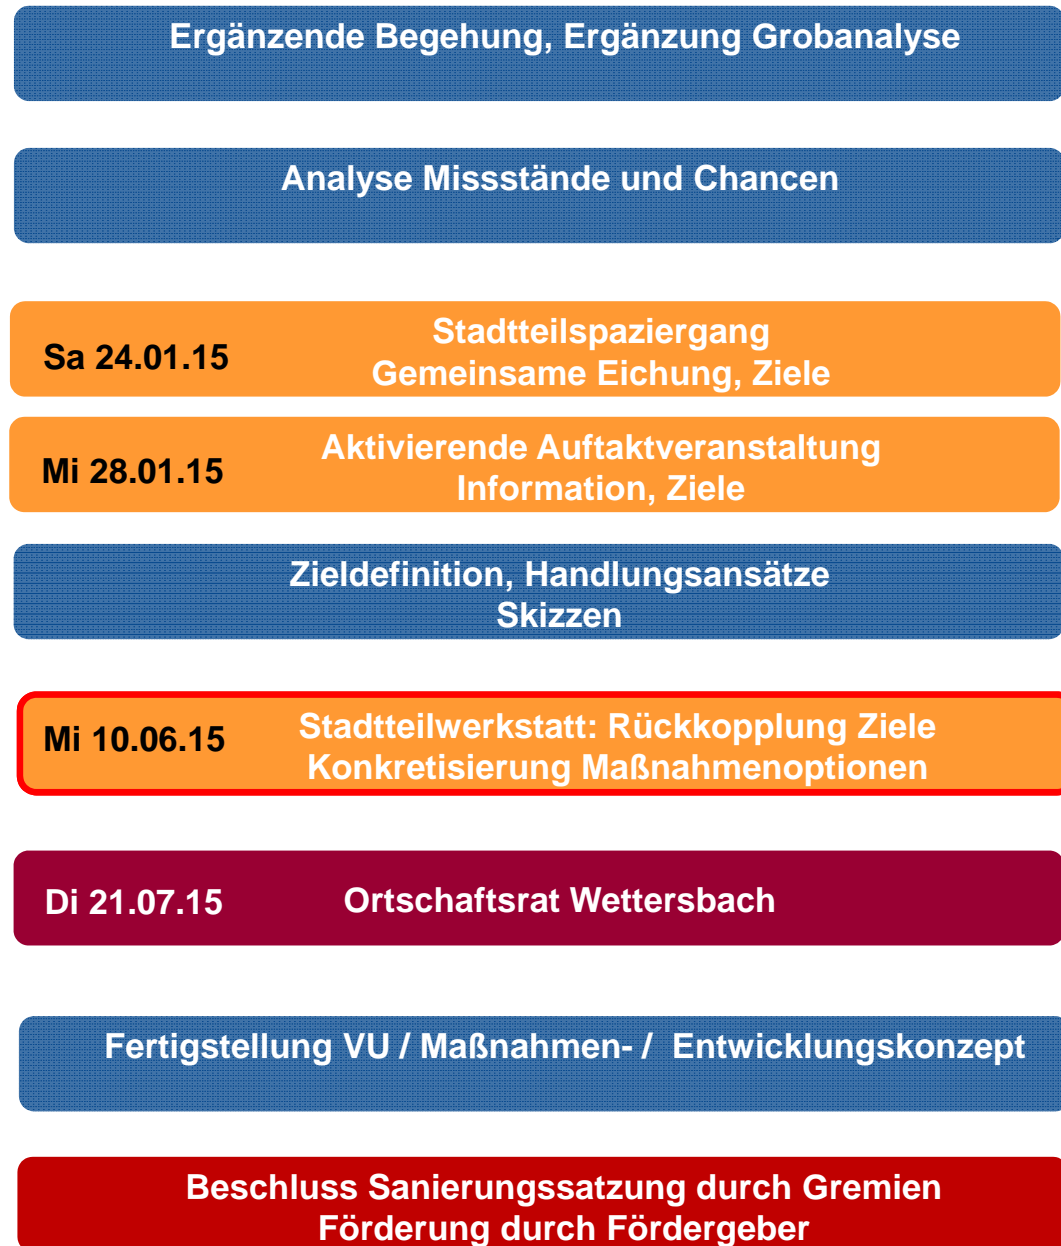 Ergänzende Begehung, Ergänzung Grobanalyse
Analyse Missstände und Chancen
Sa 24.01.15
Stadtteilspaziergang
Gemeinsame Eichung, Ziele
Mi 28.01.15
Aktivierende Auftaktveranstaltung
Information, Ziele
Zieldefinition, Handlungsansätze
Skizzen
Mi 10.06.15
Stadtteilwerkstatt: Rückkopplung Ziele
Konkretisierung Maßnahmenoptionen
Di 21.07.15
Ortschaftsrat Wettersbach
Fertigstellung VU / Maßnahmen- / Entwicklungskonzept
Beschluss Sanierungssatzung durch Gremien
Förderung durch Fördergeber